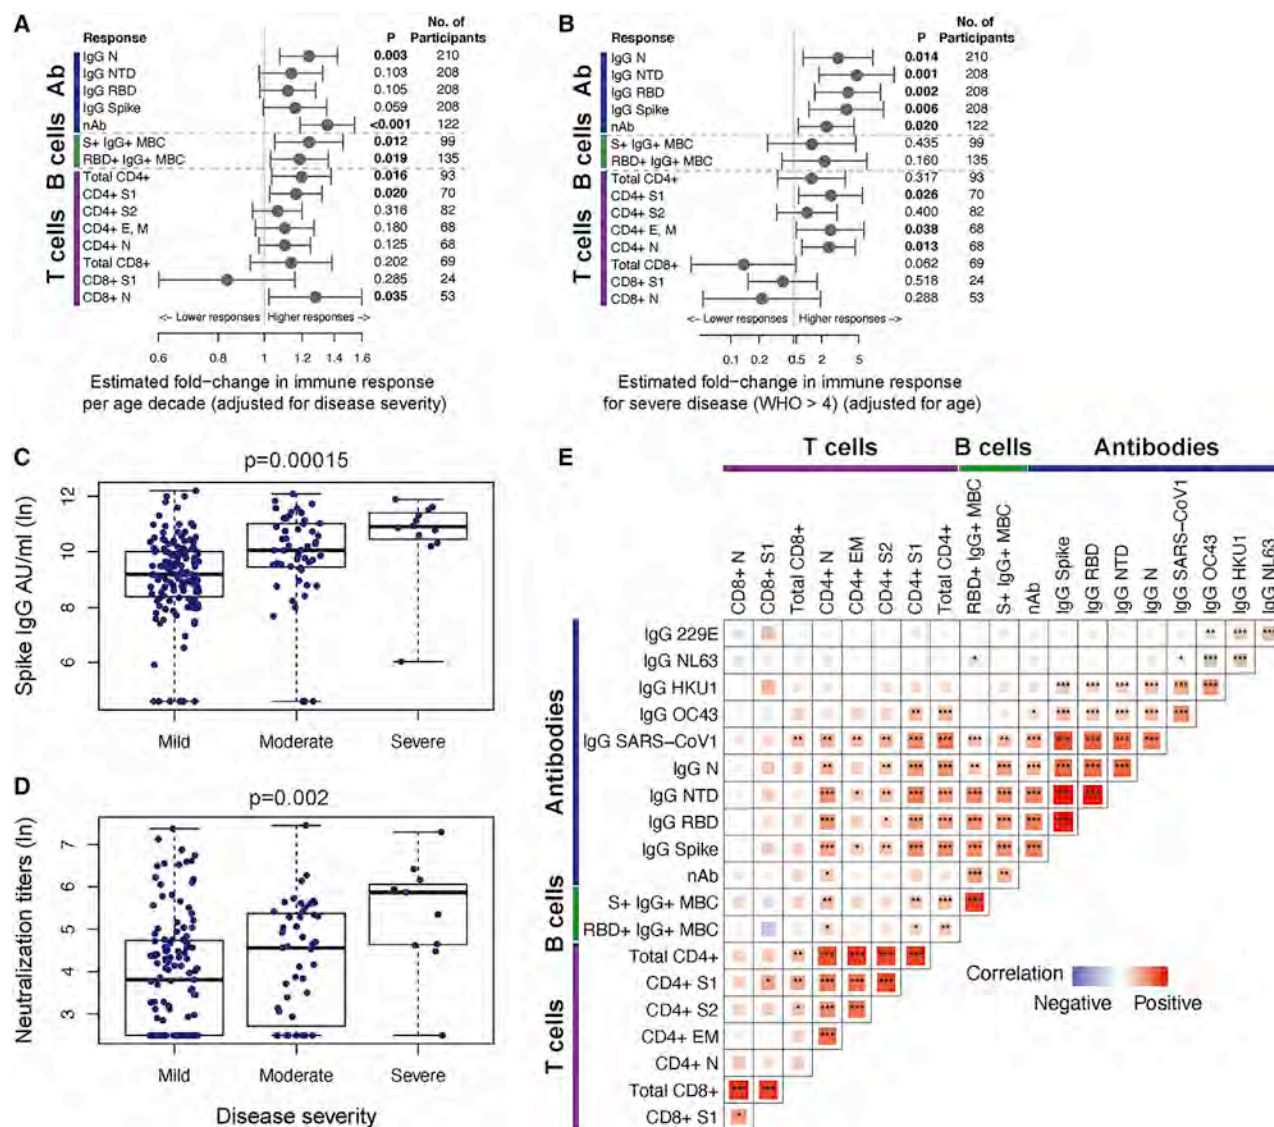 A
Response
P
No. of
Participants
IgG N 0.003 210
IgG NTD 0.103 208
IgG RBD 0.105 208
IgG Spike 0.059 208
nAb <0.001 122
S+ IgG+ MBC 0.012 99
RBD+ IgG+ MBC 0.019 135
Total CD4+ 0.016 93
CD4+ S1 0.020 70
CD4+ S2 0.316 82
CD4+ E, M 0.180 68
CD4+ N 0.125 68
Total CD8+ 0.202 69
CD8+ S1 0.285 24
CD8+ N 0.035 53
Ab
B cells
T cells
<- Lower responses Higher responses ->
0.6 0.8 1 1.2 1.4 1.6
Estimated fold-change in immune response
per age decade (adjusted for disease severity)
B
Response
P
No. of
Participants
IgG N 0.014 210
IgG NTD 0.001 208
IgG RBD 0.002 208
IgG Spike 0.006 208
nAb 0.020 122
S+ IgG+ MBC 0.435 99
RBD+ IgG+ MBC 0.160 135
Total CD4+ 0.317 93
CD4+ S1 0.026 70
CD4+ S2 0.400 82
CD4+ E, M 0.038 68
CD4+ N 0.013 68
Total CD8+ 0.062 69
CD8+ S1 0.518 24
CD8+ N 0.288 53
Ab
B cells
T cells
<- Lower responses Higher responses ->
0.1 0.2 0.5 2 5
Estimated fold-change in immune response
for severe disease (WHO > 4) (adjusted for age)
C
p=0.00015
Spike IgG AU/ml (ln)
12
10
8
6
Mild Moderate Severe
D
p=0.002
Neutralization titers (ln)
7
6
5
4
3
Mild Moderate Severe
Disease severity
E
T cells B cells Antibodies
CD8+ N
CD8+ S1
Total CD8+
CD4+ N
CD4+ EM
CD4+ S2
CD4+ S1
Total CD4+
RBD+ IgG+ MBC
S+ IgG+ MBC
nAb
IgG Spike
IgG RBD
IgG NTD
IgG N
IgG SARS-CoV1
IgG OC43
IgG HKU1
IgG NL63
Antibodies
B cells
T cells
IgG 229E
IgG NL63
IgG HKU1
IgG OC43
IgG SARS-CoV1
IgG N
IgG NTD
IgG RBD
IgG Spike
nAb
S+ IgG+ MBC
RBD+ IgG+ MBC
Total CD4+
CD4+ S1
CD4+ S2
CD4+ EM
CD4+ N
Total CD8+
CD8+ S1
Correlation
Negative Positive